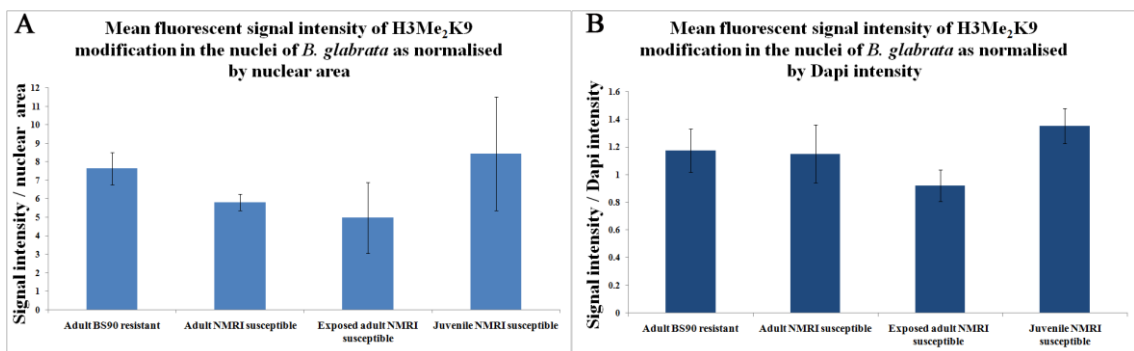 A
Mean fluorescent signal intensity of H3Me₂K9
modification in the nuclei of B. glabrata as normalised
by nuclear area
Signal intensity / nuclear area
12
11
10
9
8
7
6
5
4
3
2
1
0
Adult BS90 resistant
Adult NMRI susceptible
Exposed adult NMRI
susceptible
Juvenile NMRI susceptible
B
Mean fluorescent signal intensity of H3Me₂K9
modification in the nuclei of B. glabrata as normalised
by Dapi intensity
Signal intensity / Dapi intensity
1.6
1.4
1.2
1
0.8
0.6
0.4
0.2
0
Adult BS90 resistant
Adult NMRI susceptible
Exposed adult NMRI
susceptible
Juvenile NMRI
susceptible